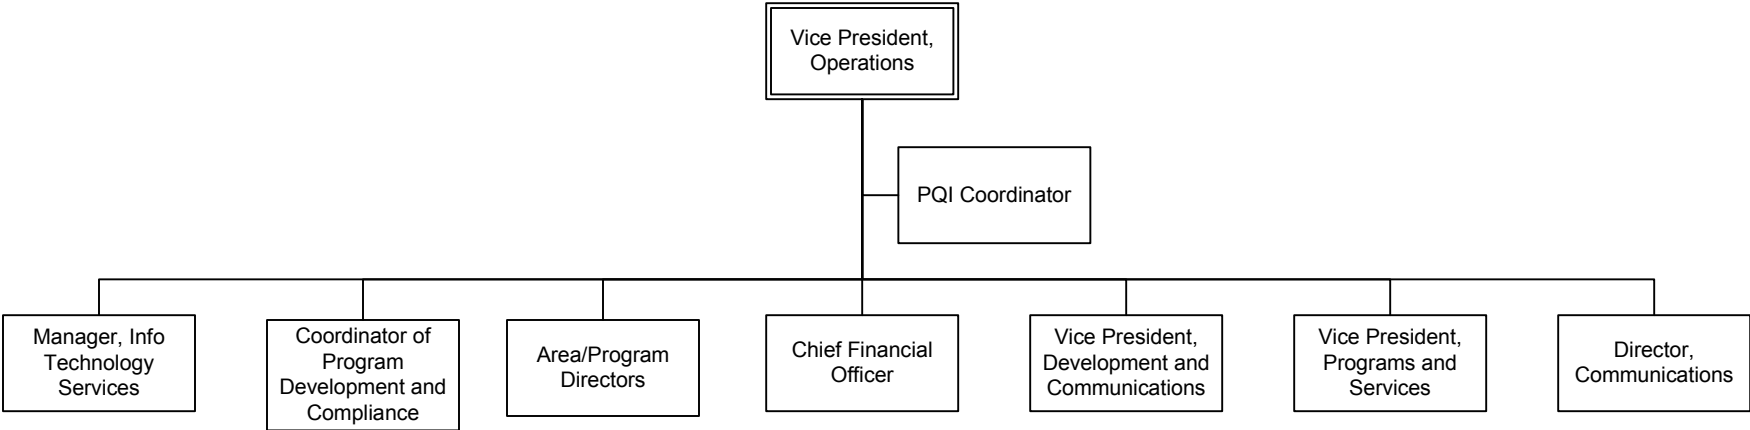 Vice President,
Operations
PQI Coordinator
Manager, Info
Technology
Services
Coordinator of
Program
Development and
Compliance
Area/Program
Directors
Chief Financial
Officer
Vice President,
Development and
Communications
Vice President,
Programs and
Services
Director,
Communications